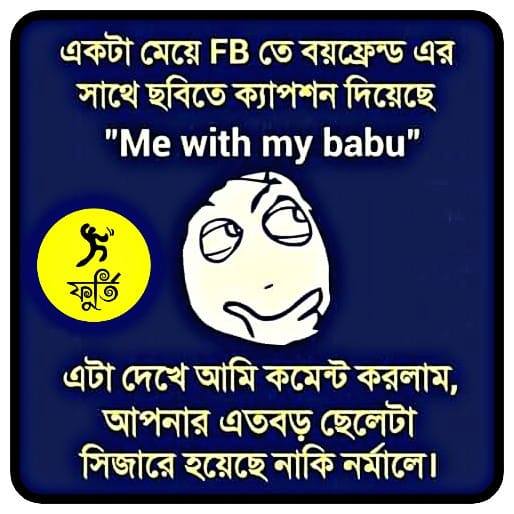 একটা মেয়ে FB তে বয়ফ্রেন্ড এর
সাথে ছবিতে ক্যাপশন দিয়েছে
"Me with my babu"
ফুর্তি
এটা দেখে আমি কমেন্ট করলাম,
আপনার এতবড় ছেলেটা
সিজারে হয়েছে নাকি নর্মালে।